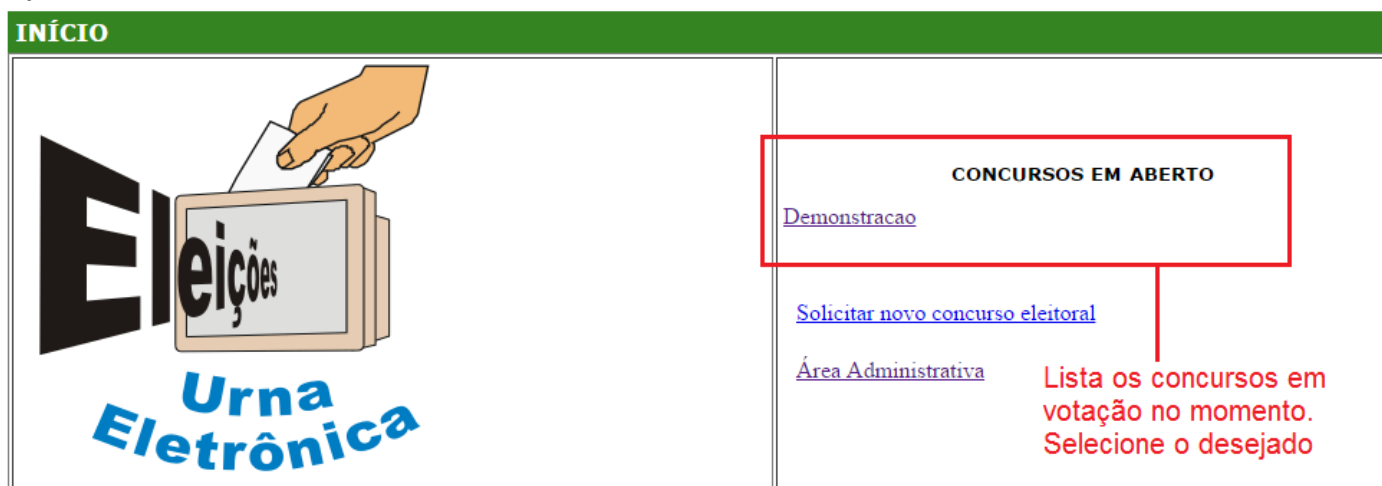 INÍCIO
Eleições
Urna
Eletrônica
CONCURSOS EM ABERTO
Demonstracao
Solicitar novo concurso eleitoral
Área Administrativa
Lista os concursos em
votação no momento.
Selecione o desejado